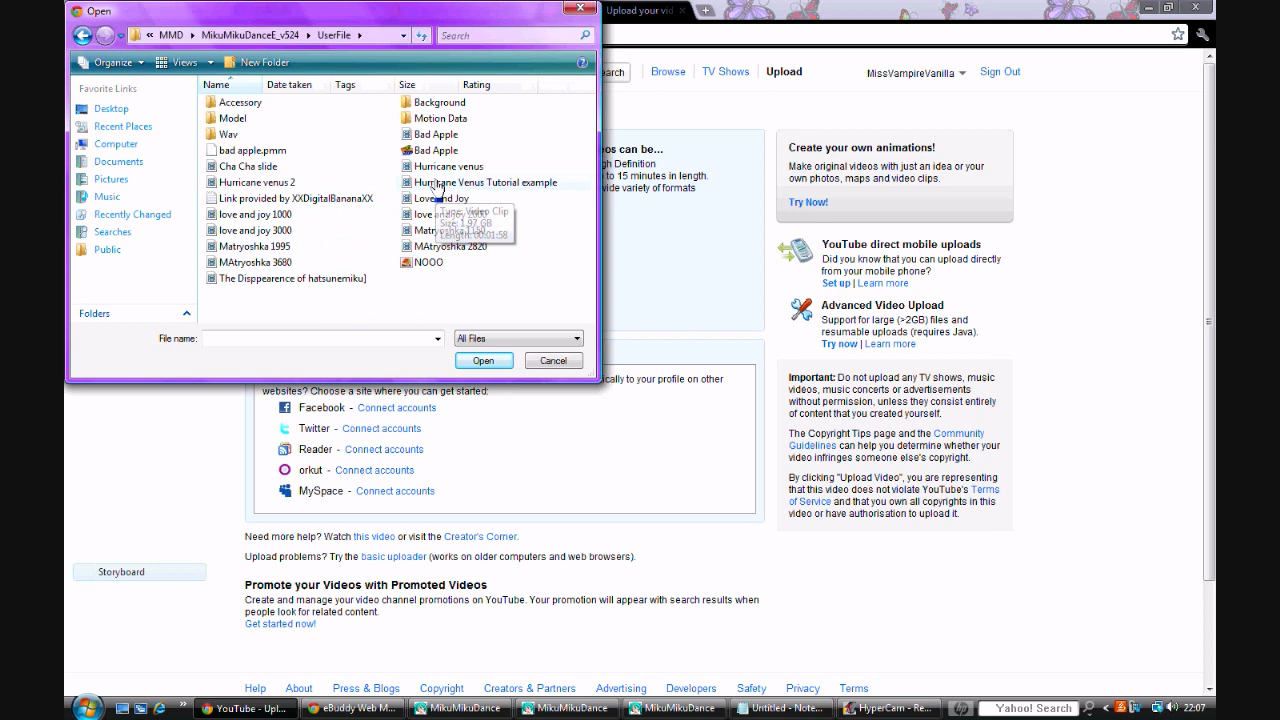 Open
Upload your vid
« MMD ▸ MikuMikuDanceE_v524 ▸ UserFile ▸
Search
Organize
Views
New Folder
Favorite Links
Desktop
Recent Places
Computer
Documents
Pictures
Music
Recently Changed
Searches
Public
Folders
Name
Date taken
Tags
Size
Rating
Accessory
Background
Model
Motion Data
Wav
Bad Apple
bad apple.pmm
Bad Apple
Cha Cha slide
Hurricane venus
Hurricane venus 2
Hurricane Venus Tutorial example
Link provided by XXDigitalBananaXX
Love and Joy
love and joy 1000
love and joy 2000
love and joy 3000
Matryoshka 1150
Matryoshka 1995
MAtryoshka 2820
MAtryoshka 3680
NOOO
The Disppearence of hatsunemiku]
Type: Video Clip
Size: 1.97 GB
Length: 00:01:58
File name:
All Files
Open
Cancel
arch
Browse
TV Shows
Upload
MissVampireVanilla
Sign Out
os can be...
gh Definition
p to 15 minutes in length.
wide variety of formats
Create your own animations!
Make original videos with just an idea or your
own photos, maps and video clips.
Try Now!
YouTube direct mobile uploads
Did you know that you can upload directly
from your mobile phone?
Set up | Learn more
Advanced Video Upload
Support for large (>2GB) files and
resumable uploads (requires Java).
Try now | Learn more
Important: Do not upload any TV shows, music
videos, music concerts or advertisements
without permission, unless they consist entirely
of content that you created yourself.
The Copyright Tips page and the Community
Guidelines can help you determine whether your
video infringes someone else's copyright.
By clicking "Upload Video", you are representing
that this video does not violate YouTube's Terms
of Service and that you own all copyrights in this
video or have authorisation to upload it.
ically to your profile on other
websites? Choose a site where you can get started:
Facebook - Connect accounts
Twitter - Connect accounts
Reader - Connect accounts
orkut - Connect accounts
MySpace - Connect accounts
Need more help? Watch this video or visit the Creator's Corner.
Upload problems? Try the basic uploader (works on older computers and web browsers).
Storyboard
Promote your Videos with Promoted Videos
Create and manage your video channel promotions on YouTube. Your promotion will appear with search results when
people look for related content.
Get started now!
Help
About
Press & Blogs
Copyright
Creators & Partners
Advertising
Developers
Safety
Privacy
Terms
YouTube - Upl...
eBuddy Web M...
MikuMikuDance
MikuMikuDance
MikuMikuDance
Untitled - Note...
HyperCam - Re...
Yahoo! Search
22:07